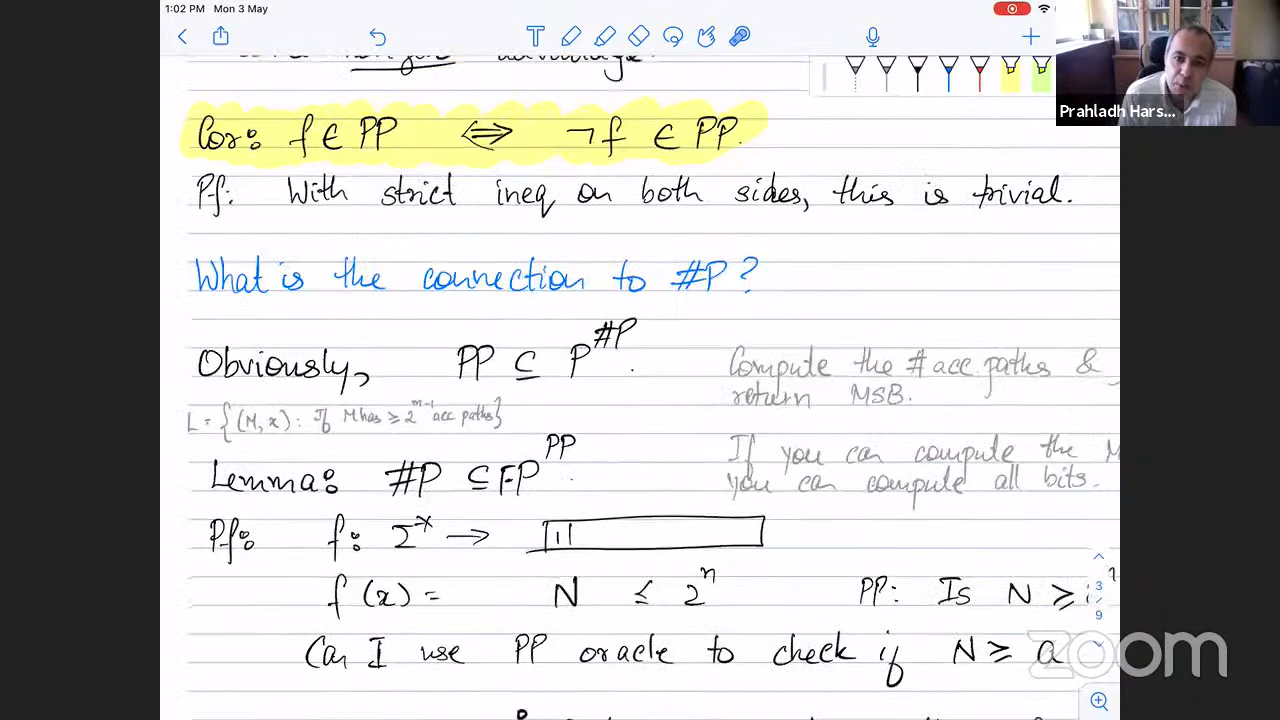 1:02 PM Mon 3 May
Prahladh Hars...
Cor: f ∈ PP ⟺ ¬f ∈ PP.
Pf: With strict ineq on both sides, this is trivial.
What is the connection to #P?
Obviously, PP ⊆ P^#P.
Compute the # acc paths &
return MSB.
L = {(M, x): If M has ≥ 2^{m-1} acc paths}
Lemma: #P ⊆ FP^PP.
If you can compute the M
you can compute all bits.
Pf: f: Σ^* →
f(x) = N ≤ 2^n PP: Is N ≥
Can I use PP oracle to check if N ≥ a
3
9
zoom